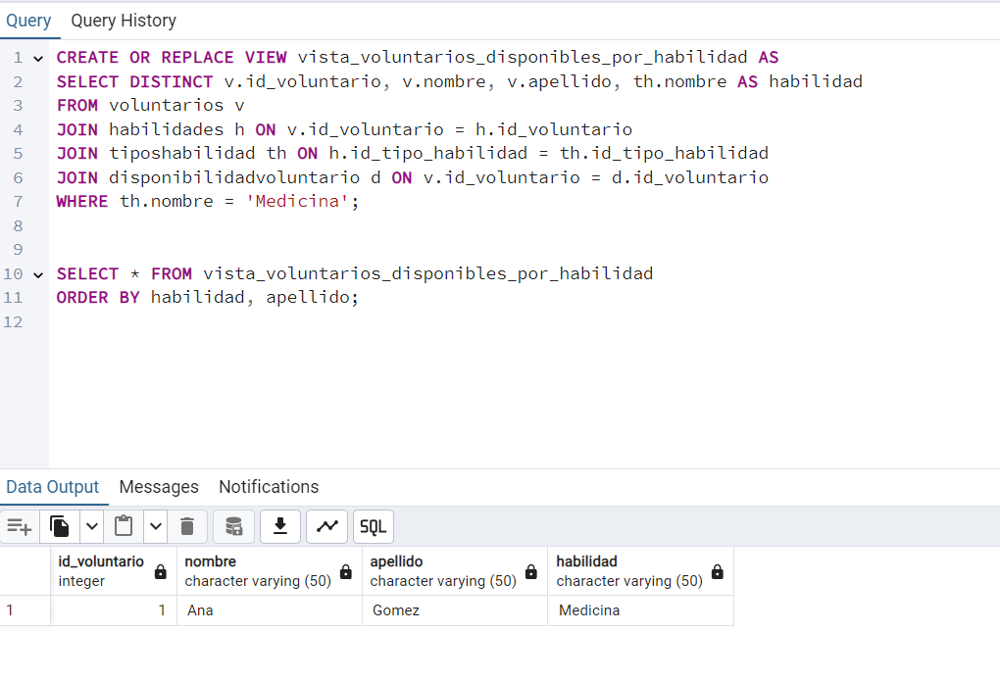 Query Query History
1 CREATE OR REPLACE VIEW vista_voluntarios_disponibles_por_habilidad AS
2 SELECT DISTINCT v.id_voluntario, v.nombre, v.apellido, th.nombre AS habilidad
3 FROM voluntarios v
4 JOIN habilidades h ON v.id_voluntario = h.id_voluntario
5 JOIN tiposhabilidad th ON h.id_tipo_habilidad = th.id_tipo_habilidad
6 JOIN disponibilidadvoluntario d ON v.id_voluntario = d.id_voluntario
7 WHERE th.nombre = 'Medicina';
8
9
10 SELECT * FROM vista_voluntarios_disponibles_por_habilidad
11 ORDER BY habilidad, apellido;
12
Data Output Messages Notifications
SQL
id_voluntario nombre apellido habilidad
integer character varying (50) character varying (50) character varying (50)
1 1 Ana Gomez Medicina